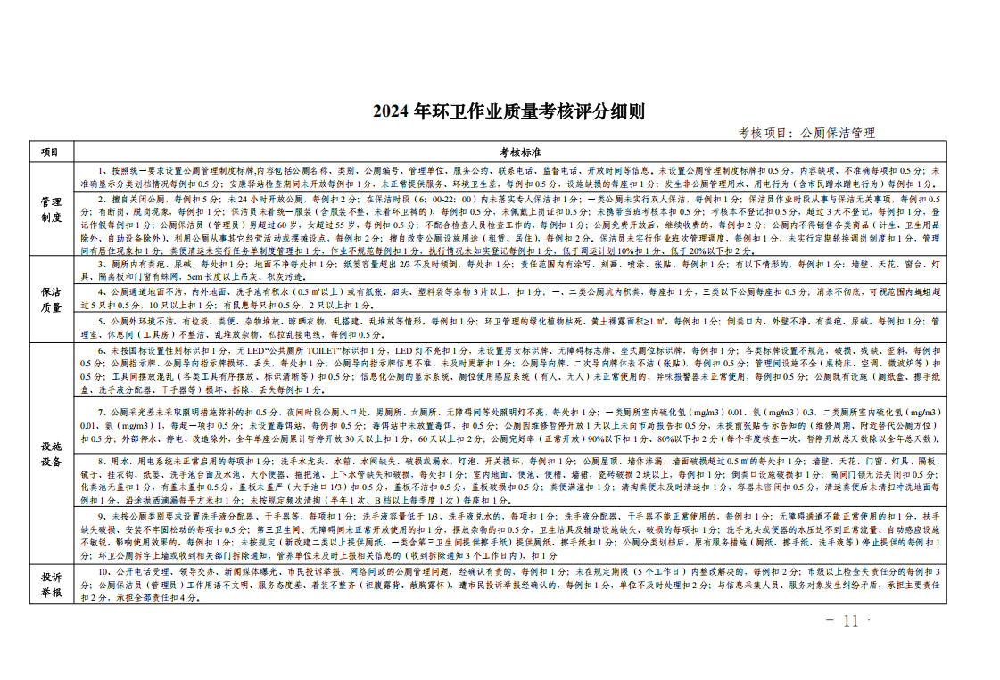 2024 年环卫作业质量考核评分细则
考核项目：公厕保洁管理
项目
考核标准
管理
制度
1、按照统一要求设置公厕管理制度标牌,内容包括公厕名称、类别、公厕编号、管理单位、服务公约、联系电话、监督电话、开放时间等信息。未设置公厕管理制度标牌扣 0.5 分，内容缺项、不准确每项扣 0.5 分；未
准确显示分类划档情况每例扣 0.5 分；安康驿站检查期间未开放每例扣 1 分，未正常提供服务、环境卫生差，每例扣 0.5 分，设施缺损的每座扣 1 分；发生非公厕管理用水、用电行为（含市民蹭水蹭电行为）每例扣 1 分。
2、擅自关闭公厕，每例扣 5 分；未 24 小时开放公厕，每例扣 2 分；在保洁时段（6：00-22：00）内未落实专人保洁扣 1 分；一类公厕未实行双人保洁，每例扣 1 分；保洁员作业时段从事与保洁无关事项，每例扣 0.5
分；有断岗、脱岗现象，每例扣 1 分；保洁员未着统一服装（含服装不整、未着环卫裤的），每例扣 0.5 分，未佩戴上岗证扣 0.5 分；未携带当班考核本扣 0.5 分；考核本不登记扣 0.5 分，超过 3 天不登记，每例扣 1 分，登
记作假每例扣 1 分；公厕保洁员（管理员）男超过 60 岁，女超过 55 岁，每例扣 0.5 分；不配合检查人员检查工作的，每例扣 1 分；公厕免费开放后，继续收费的，每例扣 2 分；公厕内不得销售各类商品（计生、卫生用品
除外、自助设备除外）、利用公厕从事其它经营活动或摆摊设点，每例扣 2 分；擅自改变公厕设施用途（租赁、居住），每例扣 2 分。保洁员未实行作业班次管理调度，每例扣 1 分，未实行定期轮换调岗制度扣 1 分，管理
间有居住现象扣 1 分；粪便清运未实行任务单制度管理扣 1 分，作业不规范每例扣 1 分，执行情况未如实登记每例扣 1 分，低于调运计划 10%扣 1 分、低于 20%以下扣 2 分。
保洁
质量
3、厕所内有粪疤、尿碱，每处扣 1 分；地面不净每处扣 1 分；纸篓容量超出 2/3 不及时倾倒，每处扣 1 分；责任范围内有涂写、刻画、喷涂、张贴，每例扣 1 分；有以下情形的，每例扣 1 分：墙壁、天花、窗台、灯
具、隔离板和门窗有蛛网，5cm 长度以上吊灰、积灰污迹。
4、公厕通道地面不洁，内外地面、洗手池有积水（0.5 ㎡以上）或有纸张、烟头、塑料袋等杂物 3 片以上，扣 1 分；一、二类公厕坑内积粪，每座扣 1 分，三类以下公厕每座扣 0.5 分；消杀不彻底，可视范围内蝇蛆超
过 5 只扣 0.5 分，10 只以上扣 1 分；有鼠患每只扣 0.5 分，2 只以上扣 1 分。
5、公厕外环境不洁，有垃圾、粪便、杂物堆放、晾晒衣物，乱搭建、乱堆放等情形，每例扣 1 分；环卫管理的绿化植物枯死、黄土裸露面积≥1 ㎡，每例扣 1 分；倒粪口内、外壁不净，有粪疤、尿碱，每例扣 1 分；管
理室、休息间（工具房）不整洁、乱堆放杂物、私拉乱接电线，每例扣 0.5 分。
设施
设备
6、未按国标设置性别标识扣 1 分，无 LED“公共厕所 TOILET”标识扣 1 分，LED 灯不亮扣 1 分，未设置男女标识牌、无障碍标志牌、坐式厕位标识牌，每例扣 1 分；各类标牌设置不规范，破损、残缺、歪斜，每例扣
0.5 分；公厕指示牌、公厕导向指示牌损坏、丢失，每处扣 1 分；公厕导向指示牌信息不准、未及时更新扣 1 分；公厕导向牌、二次导向牌体表不洁（张贴），每例扣 0.5 分；管理间设施不全（桌椅床、空调、微波炉等）扣
0.5 分；工具间摆放混乱（各类工具有序摆放、标识清晰等）扣 0.5 分；信息化公厕的显示系统、厕位使用感应系统（有人、无人）未正常使用的、异味报警器未正常使用，每例扣 0.5 分；公厕既有设施（厕纸盒、擦手纸
盒、洗手液分配器、干手器等）损坏、拆除、丢失每例扣 1 分。
7、公厕采光差未采取照明措施弥补的扣 0.5 分，夜间时段公厕入口处、男厕所、女厕所、无障碍间等处照明灯不亮，每处扣 1 分；一类厕所室内硫化氢（mg/m3）0.01、氨（mg/m3）0.3，二类厕所室内硫化氢（mg/m3）
0.01、氨（mg/m3）1，每超一项扣 0.5 分；未设置毒饵站，每例扣 0.5 分；毒饵站中未放置毒饵，扣 0.5 分；公厕因维修暂停开放 1 天以上未向市局报告扣 0.5 分，未提前张贴告示告知的（维修周期、附近替代公厕方位）
扣 0.5 分；外部停水、停电、改造除外，全年单座公厕累计暂停开放 30 天以上扣 1 分，60 天以上扣 2 分；公厕完好率（正常开放）90%以下扣 1 分、80%以下扣 2 分（每个季度核查一次，暂停开放总天数除以全年总天数）。
8、用水、用电系统未正常启用的每项扣 1 分；洗手水龙头、水箱、水阀缺失、破损或漏水，灯泡、开关损坏，每例扣 1 分；公厕屋顶、墙体渗漏，墙面破损超过 0.5 ㎡的每处扣 1 分；墙壁、天花、门窗、灯具、隔板、
镜子、挂衣钩、纸篓、洗手池台面及水池、大小便器、拖把池、上下水管缺失和破损，每处扣 1 分；室内地面、便池、便槽、墙裙，瓷砖破损 2 块以上，每例扣 1 分；倒粪口设施破损扣 1 分；隔间门锁无法关闭扣 0.5 分；
化粪池无盖扣 1 分，有盖未盖扣 0.5 分，盖板未盖严（大于池口 1/3）扣 0.5 分，盖板不洁扣 0.5 分，盖板破损扣 0.5 分；粪便满溢扣 1 分；清掏粪便未及时清运扣 1 分，容器未密闭扣 0.5 分，清运粪便后未清扫冲洗地面每
例扣 1 分，沿途抛洒滴漏每平方米扣 1 分；未按规定频次清掏（半年 1 次、B 档以上每季度 1 次）每座扣 1 分。
9、未按公厕类别要求设置洗手液分配器、干手器等，每项扣 1 分；洗手液容量低于 1/3，洗手液兑水的，每项扣 1 分；洗手液分配器、干手器不能正常使用的，每例扣 1 分；无障碍通道不能正常使用的扣 1 分，扶手
缺失破损、安装不牢固松动的每项扣 0.5 分；第三卫生间、无障碍间未正常开放使用的扣 1 分，摆放杂物的扣 0.5 分，卫生洁具及辅助设施缺失、破损的每项扣 1 分；洗手龙头或便器的水压达不到正常流量、自动感应设施
不敏锐，影响使用效果的，每例扣 1 分；未按规定（新改建二类以上提供厕纸、一类含第三卫生间提供擦手纸）提供厕纸、擦手纸扣 1 分；公厕分类划档后，原有服务措施（厕纸、擦手纸、洗手液等）停止提供的每例扣 1
分；环卫公厕拆字上墙或收到相关部门拆除通知，管养单位未及时上报相关信息的（收到拆除通知 3 个工作日内），扣 1 分
投诉
举报
10、公开电话受理、领导交办、新闻媒体曝光、市民投诉举报、网络问政的公厕管理问题，经确认有责的，每例扣 1 分；未在规定期限（5 个工作日）内整改解决的，每例扣 2 分；市级以上检查失责任分的每例扣 3
分；公厕保洁员（管理员）工作用语不文明、服务态度差、着装不整齐（袒腹露背、敞胸露怀），遭市民投诉举报经确认的，每例扣 1 分，单位不及时处理扣 2 分；与信息采集人员、服务对象发生纠纷矛盾，承担主要责任
扣 2 分，承担全部责任扣 4 分。
- 11 -